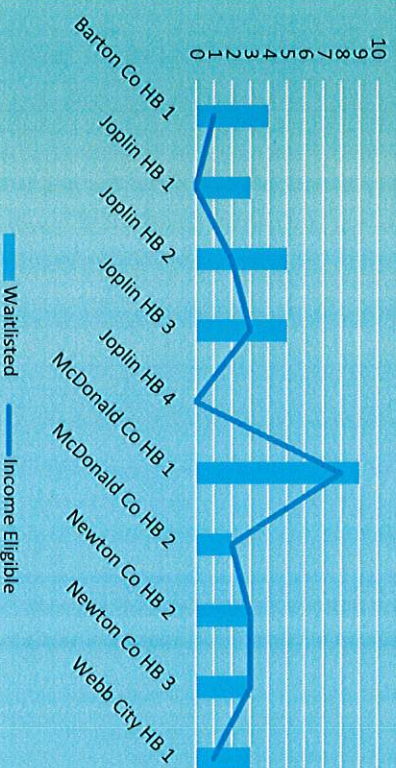 10
9
8
7
6
5
4
3
2
1
0
Barton Co HB 1
Joplin HB 1
Joplin HB 2
Joplin HB 3
Joplin HB 4
McDonald Co HB 1
McDonald Co HB 2
Newton Co HB 2
Newton Co HB 3
Webb City HB 1
Waitlisted
Income Eligible